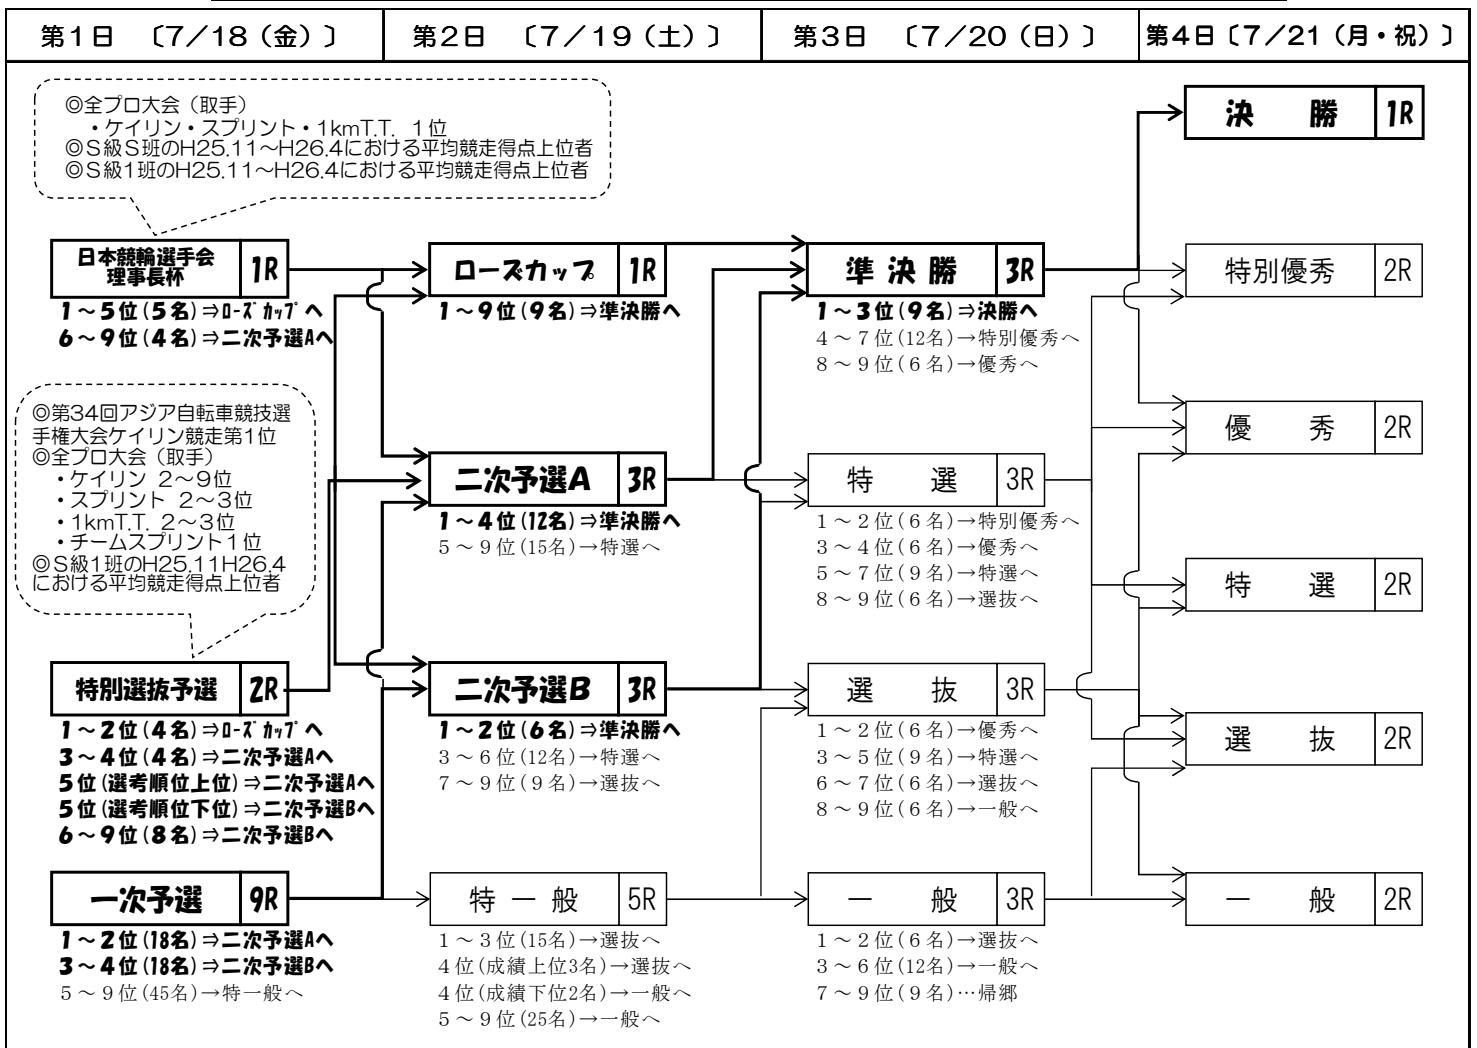 第1日 〔7/18(金)〕
第2日 〔7/19(土)〕
第3日 〔7/20(日)〕
第4日〔7/21(月・祝)〕
◎全プロ大会(取手)
・ケイリン・スプリント・1kmT.T. 1位
◎S級S班のH25.11~H26.4における平均競走得点上位者
◎S級1班のH25.11~H26.4における平均競走得点上位者
日本競輪選手会
理事長杯
1R
1~5位(5名)⇒ローズカップへ
6~9位(4名)⇒二次予選Aへ
◎第34回アジア自転車競技選
手権大会ケイリン競走第1位
◎全プロ大会(取手)
・ケイリン 2~9位
・スプリント 2~3位
・1kmT.T. 2~3位
・チームスプリント1位
◎S級1班のH25.11H26.4
における平均競走得点上位者
特別選抜予選 2R
1~2位(4名)⇒ローズカップへ
3~4位(4名)⇒二次予選Aへ
5位(選考順位上位)⇒二次予選Aへ
5位(選考順位下位)⇒二次予選Bへ
6~9位(8名)⇒二次予選Bへ
一次予選 9R
1~2位(18名)⇒二次予選Aへ
3~4位(18名)⇒二次予選Bへ
5~9位(45名)→特一般へ
ローズカップ 1R
1~9位(9名)⇒準決勝へ
二次予選A 3R
1~4位(12名)⇒準決勝へ
5~9位(15名)→特選へ
二次予選B 3R
1~2位(6名)⇒準決勝へ
3~6位(12名)→特選へ
7~9位(9名)→選抜へ
特一般 5R
1~3位(15名)→選抜へ
4位(成績上位3名)→選抜へ
4位(成績下位2名)→一般へ
5~9位(25名)→一般へ
準決勝 3R
1~3位(9名)⇒決勝へ
4~7位(12名)→特別優秀へ
8~9位(6名)→優秀へ
特選 3R
1~2位(6名)→特別優秀へ
3~4位(6名)→優秀へ
5~7位(9名)→特選へ
8~9位(6名)→選抜へ
選抜 3R
1~2位(6名)→優秀へ
3~5位(9名)→特選へ
6~7位(6名)→選抜へ
8~9位(6名)→一般へ
一般 3R
1~2位(6名)→選抜へ
3~6位(12名)→一般へ
7~9位(9名)…帰郷
決勝 1R
特別優秀 2R
優秀 2R
特選 2R
選抜 2R
一般 2R